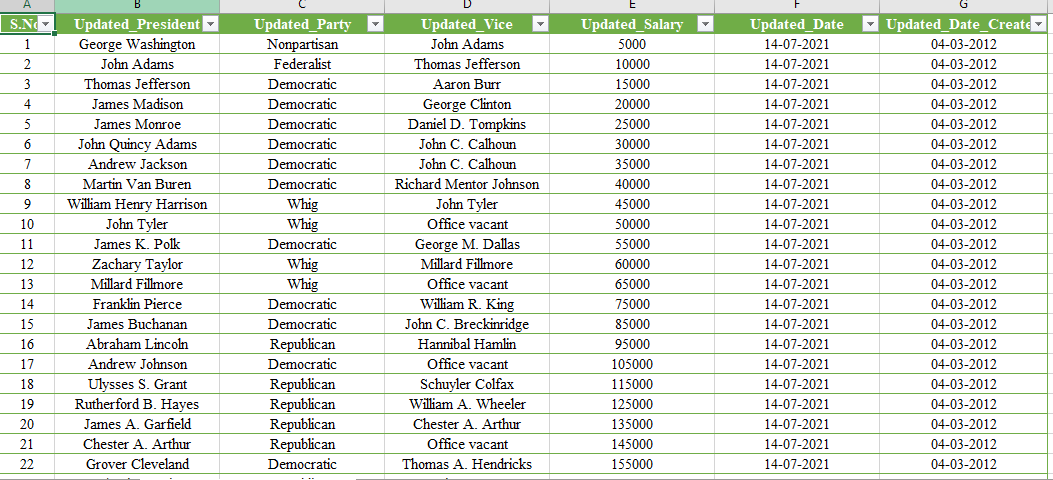 A B C D E F G
S.No Updated_President Updated_Party Updated_Vice Updated_Salary Updated_Date Updated_Date_Create
1 George Washington Nonpartisan John Adams 5000 14-07-2021 04-03-2012
2 John Adams Federalist Thomas Jefferson 10000 14-07-2021 04-03-2012
3 Thomas Jefferson Democratic Aaron Burr 15000 14-07-2021 04-03-2012
4 James Madison Democratic George Clinton 20000 14-07-2021 04-03-2012
5 James Monroe Democratic Daniel D. Tompkins 25000 14-07-2021 04-03-2012
6 John Quincy Adams Democratic John C. Calhoun 30000 14-07-2021 04-03-2012
7 Andrew Jackson Democratic John C. Calhoun 35000 14-07-2021 04-03-2012
8 Martin Van Buren Democratic Richard Mentor Johnson 40000 14-07-2021 04-03-2012
9 William Henry Harrison Whig John Tyler 45000 14-07-2021 04-03-2012
10 John Tyler Whig Office vacant 50000 14-07-2021 04-03-2012
11 James K. Polk Democratic George M. Dallas 55000 14-07-2021 04-03-2012
12 Zachary Taylor Whig Millard Fillmore 60000 14-07-2021 04-03-2012
13 Millard Fillmore Whig Office vacant 65000 14-07-2021 04-03-2012
14 Franklin Pierce Democratic William R. King 75000 14-07-2021 04-03-2012
15 James Buchanan Democratic John C. Breckinridge 85000 14-07-2021 04-03-2012
16 Abraham Lincoln Republican Hannibal Hamlin 95000 14-07-2021 04-03-2012
17 Andrew Johnson Democratic Office vacant 105000 14-07-2021 04-03-2012
18 Ulysses S. Grant Republican Schuyler Colfax 115000 14-07-2021 04-03-2012
19 Rutherford B. Hayes Republican William A. Wheeler 125000 14-07-2021 04-03-2012
20 James A. Garfield Republican Chester A. Arthur 135000 14-07-2021 04-03-2012
21 Chester A. Arthur Republican Office vacant 145000 14-07-2021 04-03-2012
22 Grover Cleveland Democratic Thomas A. Hendricks 155000 14-07-2021 04-03-2012